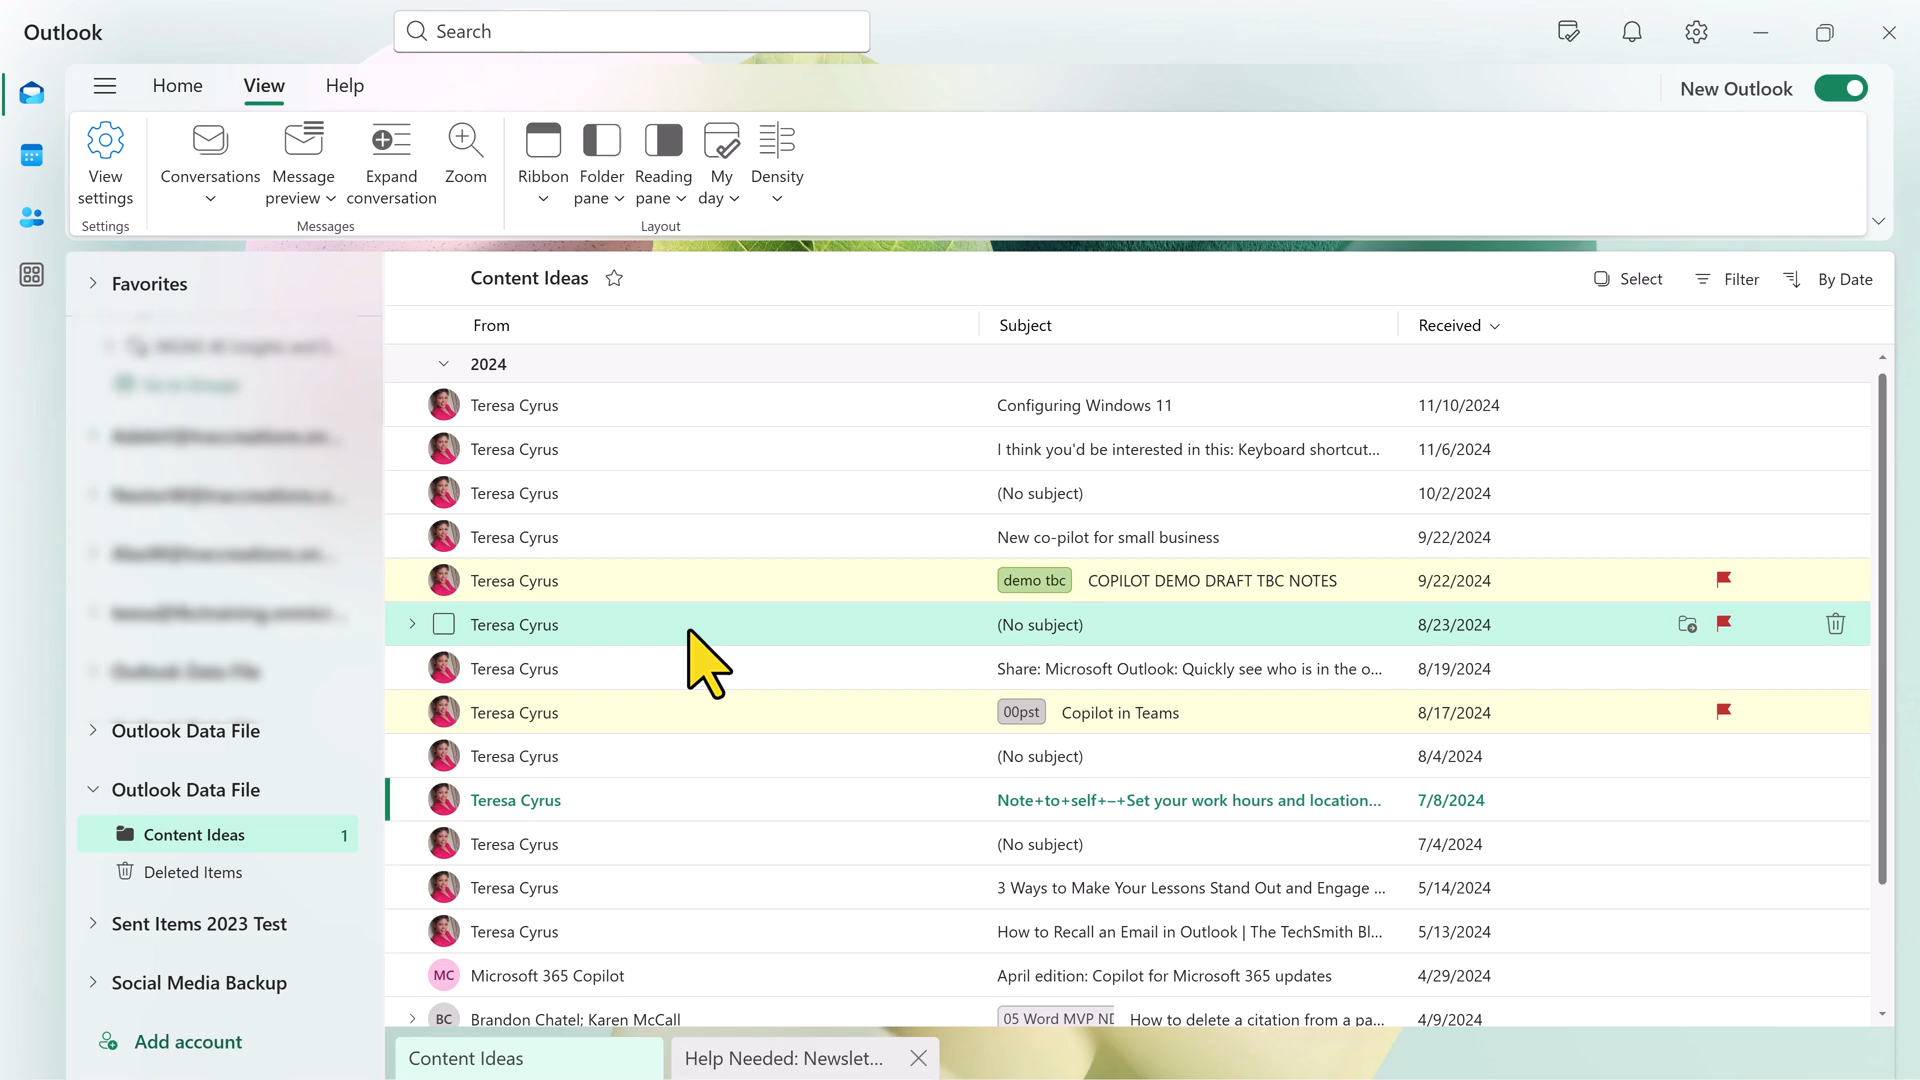 Outlook
Search
Home View Help
New Outlook
View settings
Conversations
Message preview
Expand conversation
Zoom
Ribbon
Folder pane
Reading pane
My day
Density
Settings
Messages
Layout
Favorites
Outlook Data File
Outlook Data File
Content Ideas 1
Deleted Items
Sent Items 2023 Test
Social Media Backup
Add account
Content Ideas
Select Filter By Date
From Subject Received
2024
Teresa Cyrus Configuring Windows 11 11/10/2024
Teresa Cyrus I think you'd be interested in this: Keyboard shortcut... 11/6/2024
Teresa Cyrus (No subject) 10/2/2024
Teresa Cyrus New co-pilot for small business 9/22/2024
Teresa Cyrus demo tbc COPILOT DEMO DRAFT TBC NOTES 9/22/2024
Teresa Cyrus (No subject) 8/23/2024
Teresa Cyrus Share: Microsoft Outlook: Quickly see who is in the o... 8/19/2024
Teresa Cyrus 00pst Copilot in Teams 8/17/2024
Teresa Cyrus (No subject) 8/4/2024
Teresa Cyrus Note+to+self+–+Set your work hours and location... 7/8/2024
Teresa Cyrus (No subject) 7/4/2024
Teresa Cyrus 3 Ways to Make Your Lessons Stand Out and Engage ... 5/14/2024
Teresa Cyrus How to Recall an Email in Outlook | The TechSmith Bl... 5/13/2024
MC Microsoft 365 Copilot April edition: Copilot for Microsoft 365 updates 4/29/2024
BC Brandon Chatel; Karen McCall 05 Word MVP How to delete a citation from a pa... 4/9/2024
Content Ideas
Help Needed: Newslet...